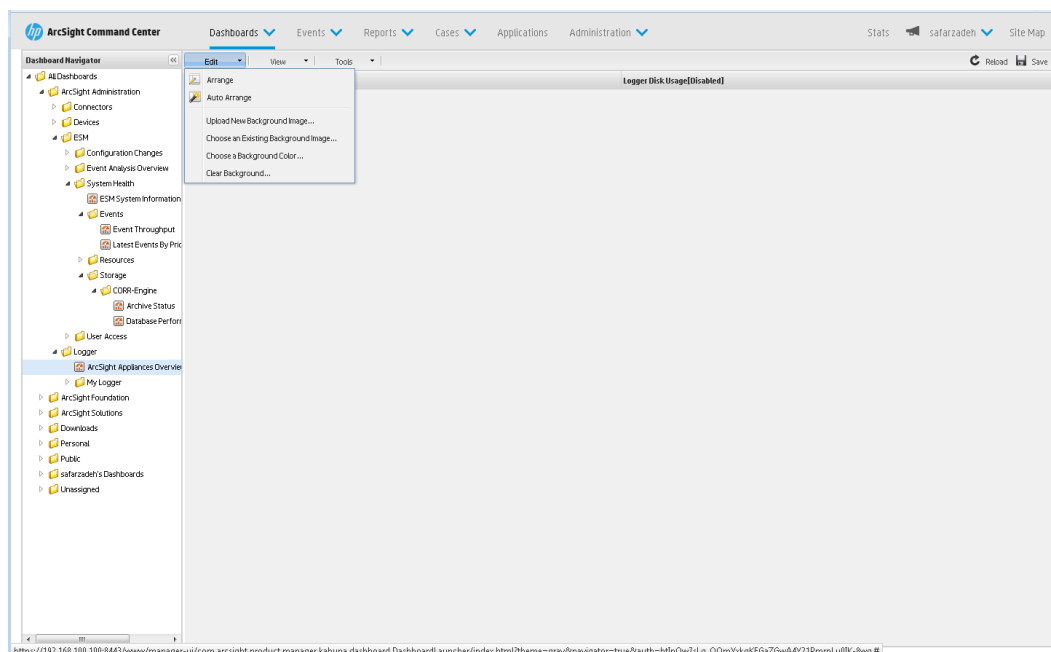 hp ArcSight Command Center Dashboards Events Reports Cases Applications Administration Stats safarzadeh Site Map
Dashboard Navigator Edit View Tools Reload Save
All Dashboards
ArcSight Administration
Connectors
Devices
ESM
Configuration Changes
Event Analysis Overview
System Health
ESM System Information
Events
Event Throughput
Latest Events By Prio
Resources
Storage
CORR-Engine
Archive Status
Database Perform
User Access
Logger
ArcSight Appliances Overvie
My Logger
ArcSight Foundation
ArcSight Solutions
Downloads
Personal
Public
safarzadeh's Dashboards
Unassigned
Arrange
Auto Arrange
Upload New Background Image...
Choose an Existing Background Image...
Choose a Background Color...
Clear Background...
Logger Disk Usage[Disabled]